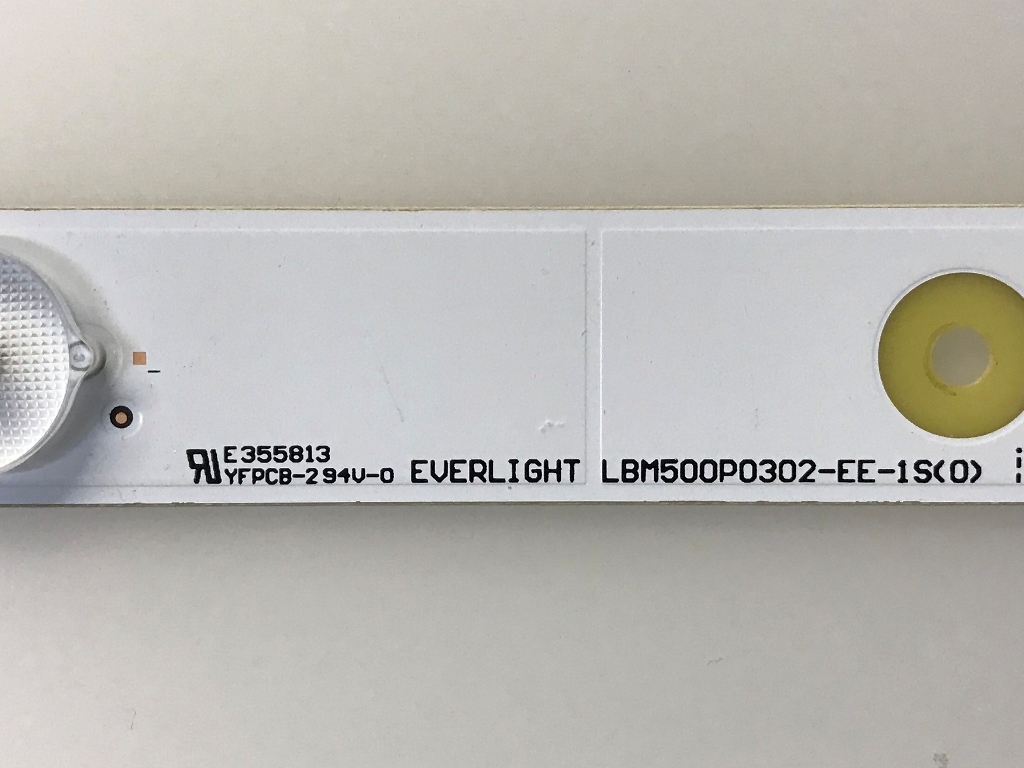 E355813
YFPCB-2 94V-0 EVERLIGHT LBM500P0302-EE-1S(0)